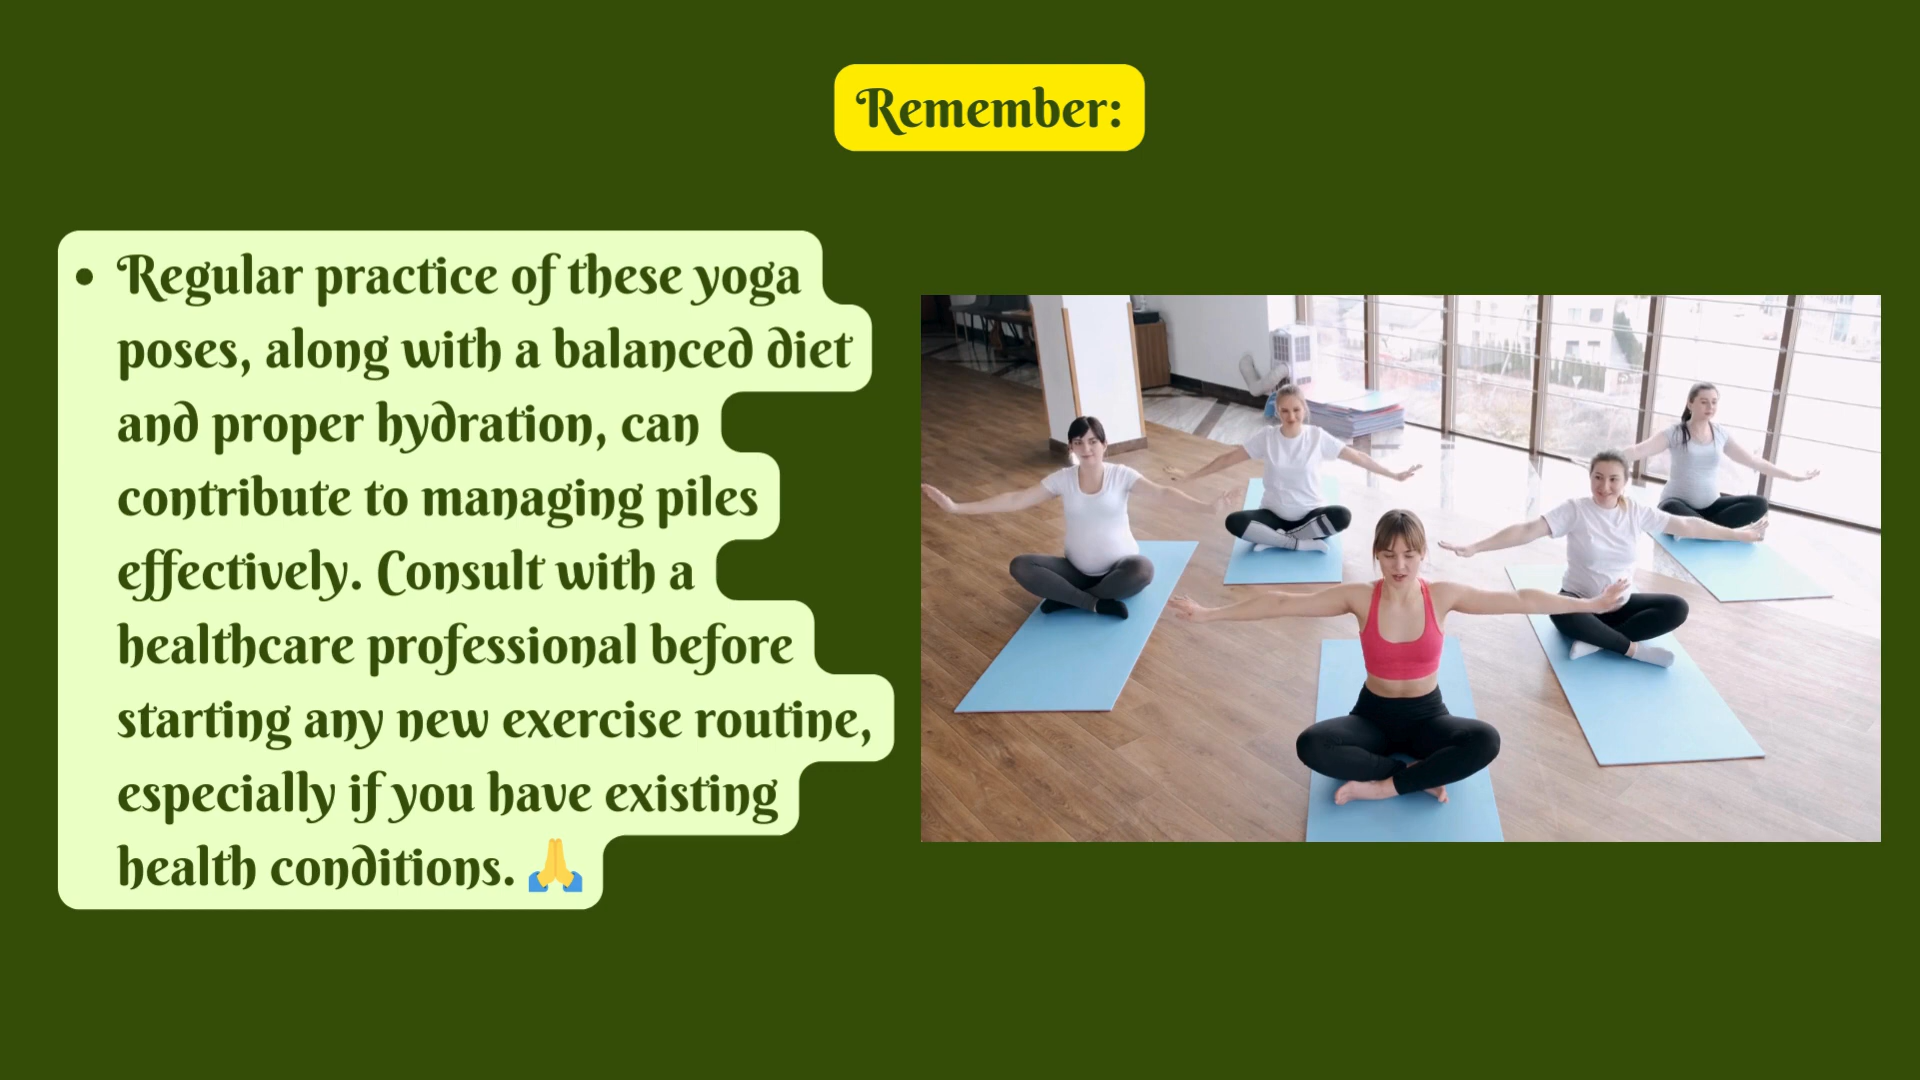 Remember:
• Regular practice of these yoga
poses, along with a balanced diet
and proper hydration, can
contribute to managing piles
effectively. Consult with a
healthcare professional before
starting any new exercise routine,
especially if you have existing
health conditions. 🙏